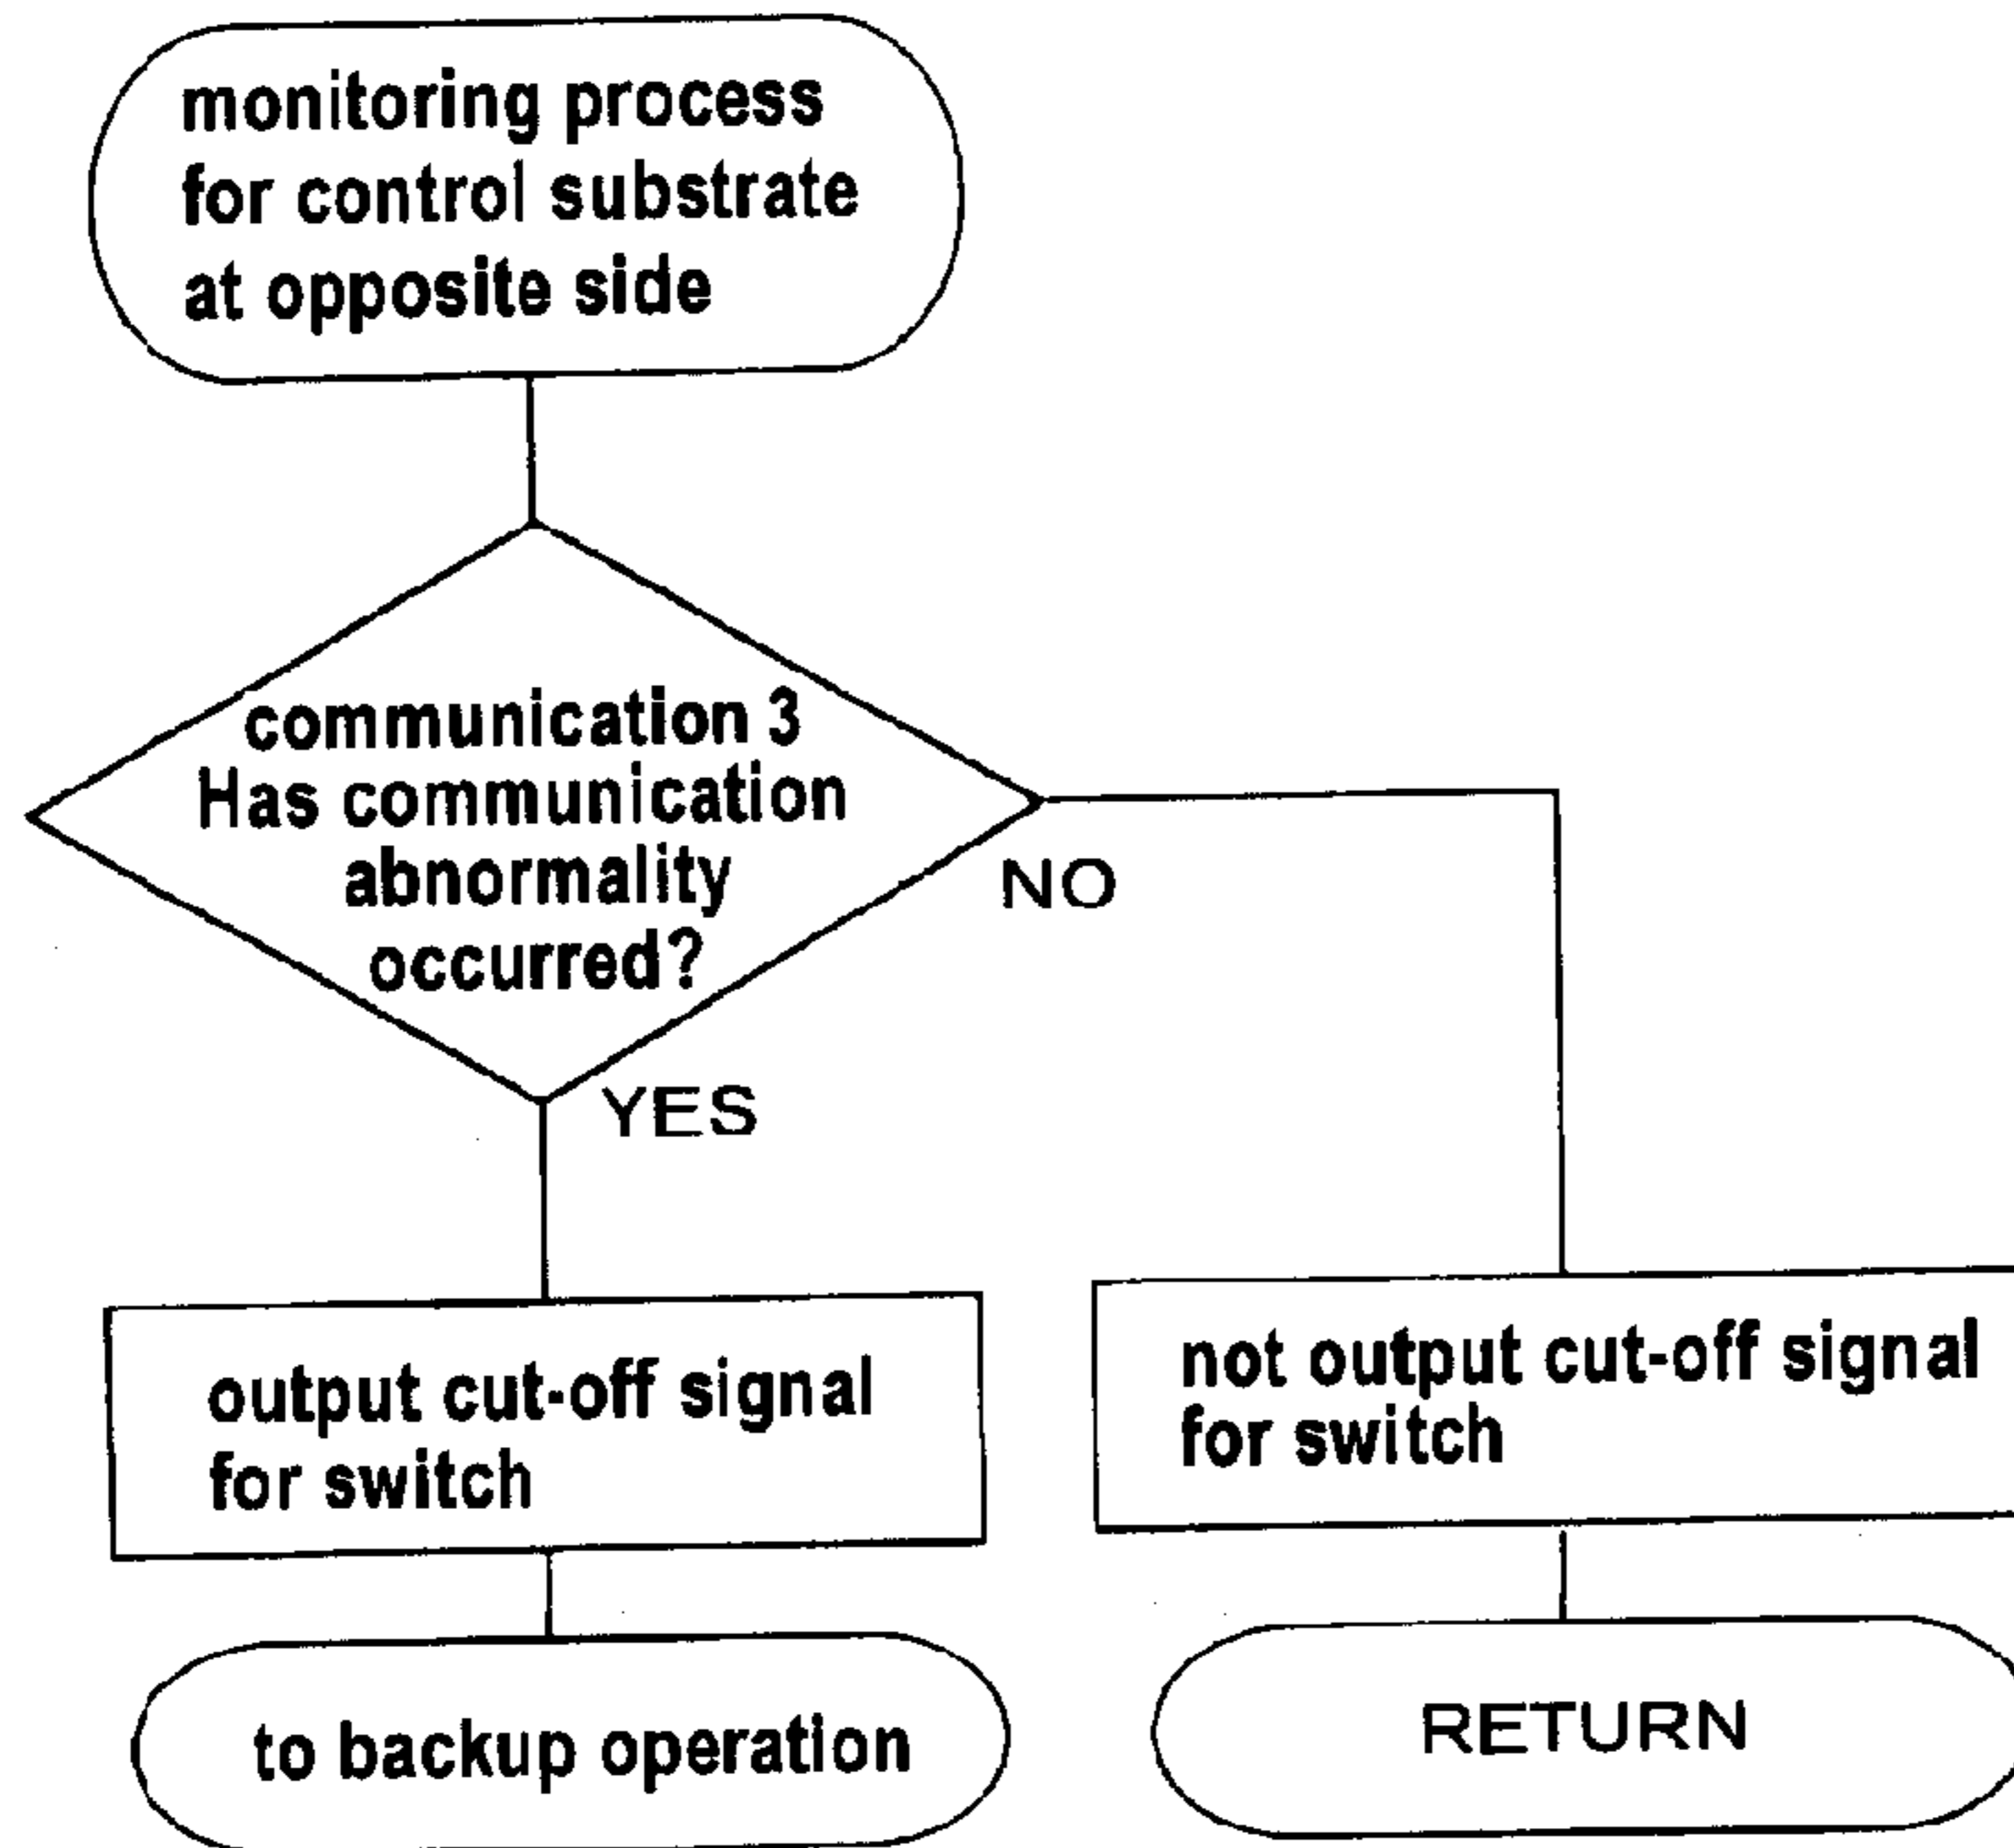 monitoring process
for control substrate
at opposite side
communication 3
Has communication
abnormality
occurred?
NO
YES
output cut-off signal
for switch
not output cut-off signal
for switch
to backup operation
RETURN